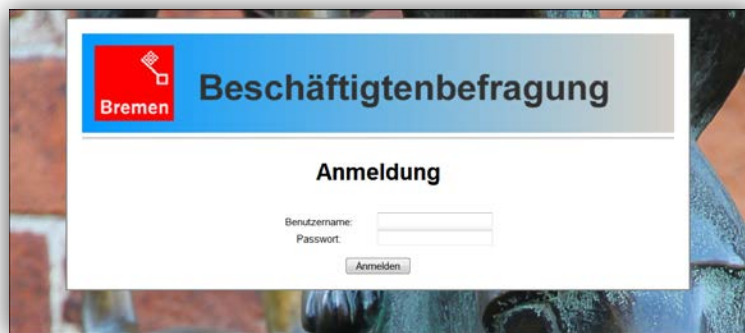 Bremen
Beschäftigtenbefragung
Anmeldung
Benutzername:
Passwort:
Anmelden